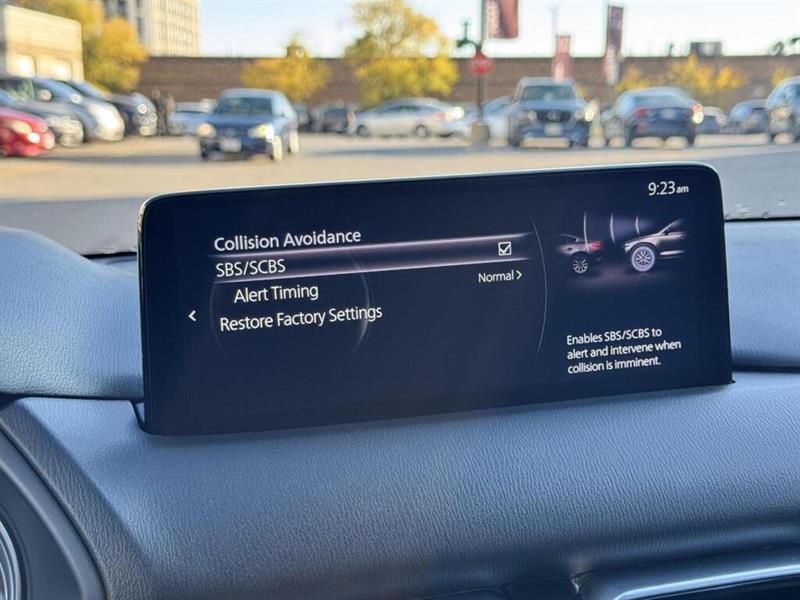 9:23am
Collision Avoidance
SBS/SCBS
Alert Timing Normal >
Restore Factory Settings
Enables SBS/SCBS to
alert and intervene when
collision is imminent.